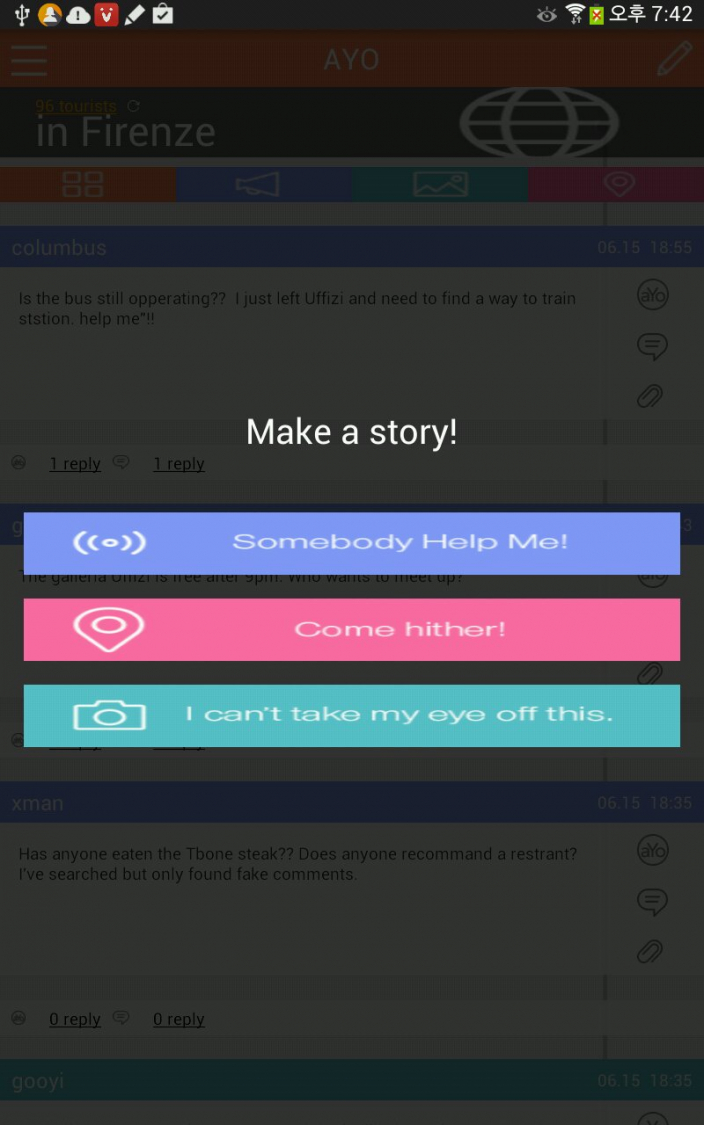 오후 7:42
AYO
96 tourists
in Firenze
columbus 06.15 18:55
Is the bus still opperating?? I just left Uffizi and need to find a way to train
ststion. help me"!!
aYo
Make a story!
1 reply 1 reply
g 3
Somebody Help Me!
The galleria Uffizi is free after 9pm. Who wants to meet up?
Come hither!
I can't take my eye off this.
xman 06.15 18:35
Has anyone eaten the Tbone steak?? Does anyone recommand a restrant?
I've searched but only found fake comments.
aYo
0 reply 0 reply
gooyi 06.15 18:35